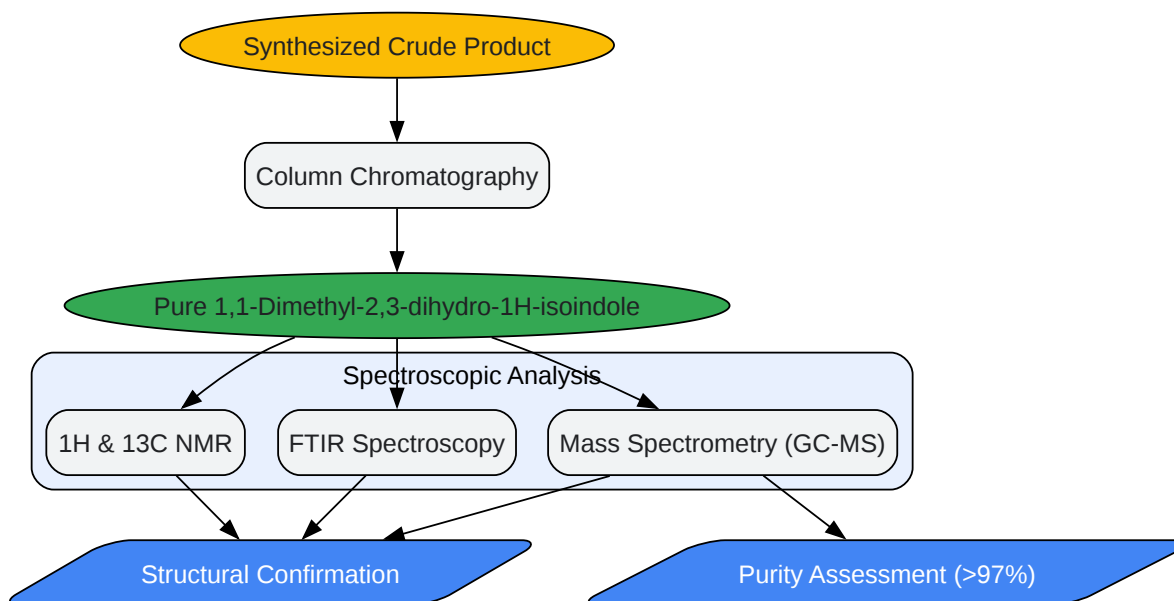 Synthesized Crude Product
Column Chromatography
Pure 1,1-Dimethyl-2,3-dihydro-1H-isoindole
Spectroscopic Analysis
1H & 13C NMR
FTIR Spectroscopy
Mass Spectrometry (GC-MS)
Structural Confirmation
Purity Assessment (>97%)